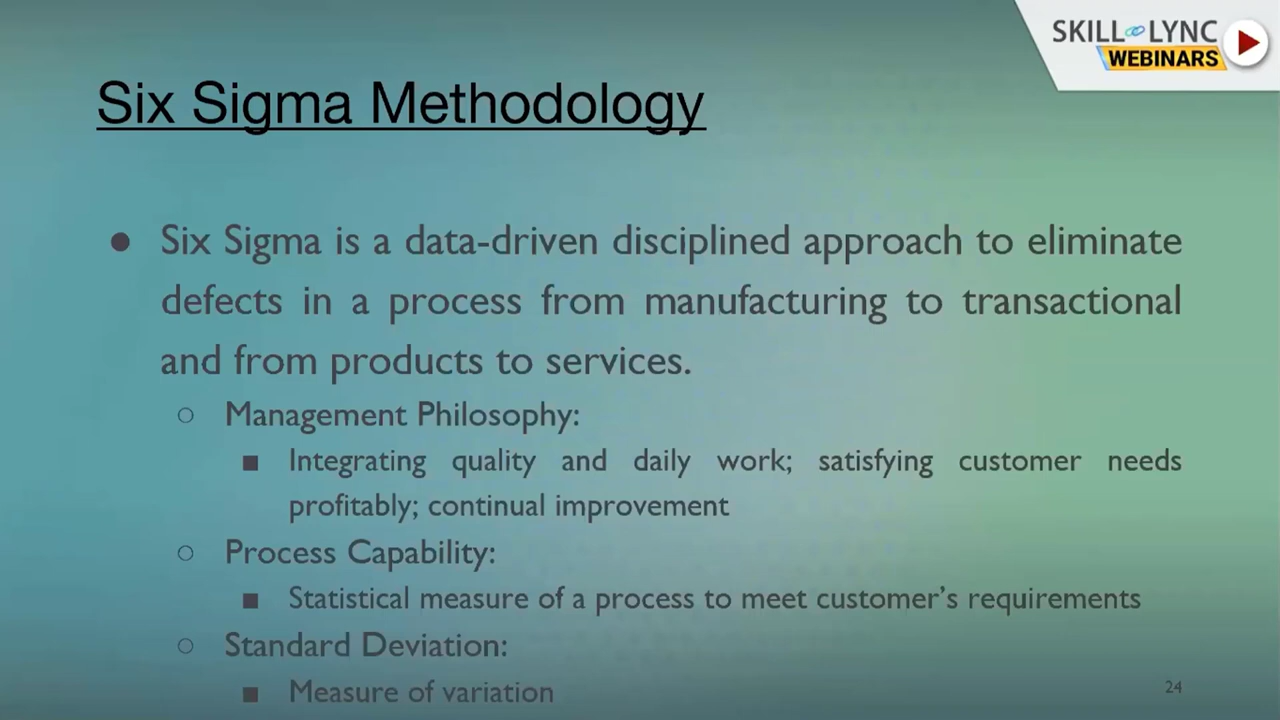 SKILL LYNC
WEBINARS
Six Sigma Methodology
● Six Sigma is a data-driven disciplined approach to eliminate
defects in a process from manufacturing to transactional
and from products to services.
○ Management Philosophy:
■ Integrating quality and daily work; satisfying customer needs
profitably; continual improvement
○ Process Capability:
■ Statistical measure of a process to meet customer’s requirements
○ Standard Deviation:
■ Measure of variation
24